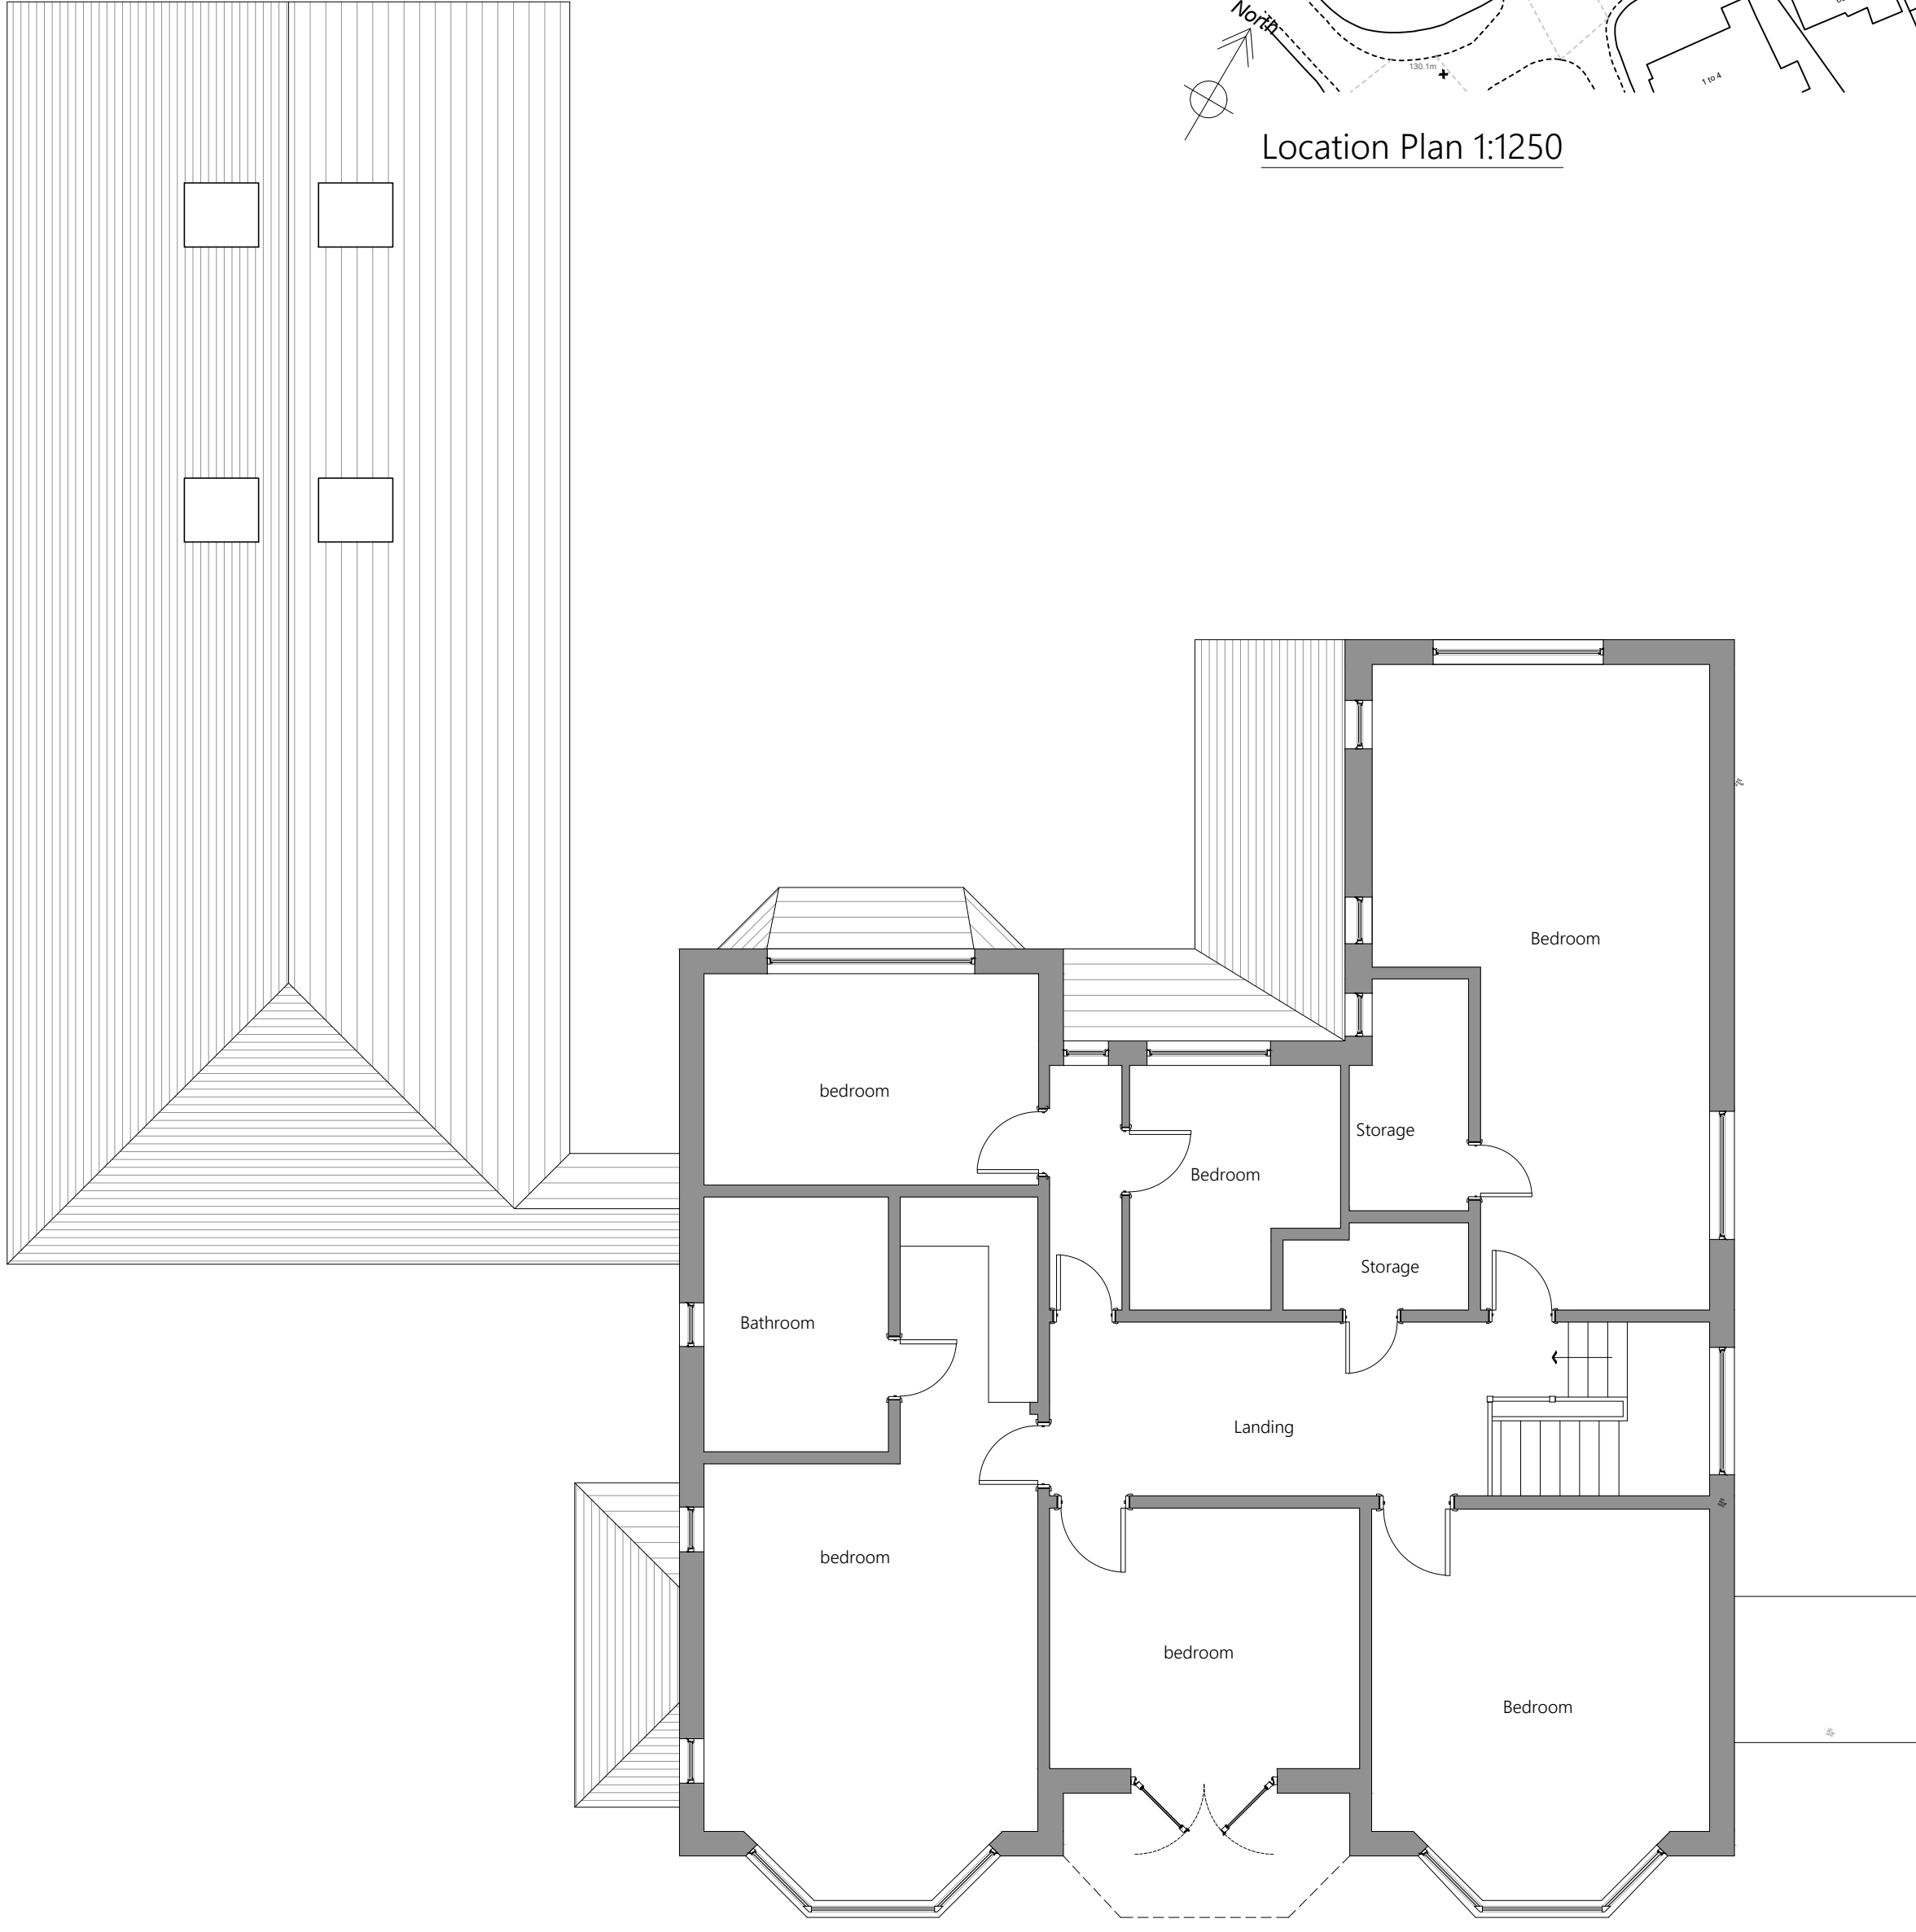 North
130.1m
1 to 4
Location Plan 1:1250
Bedroom
bedroom
Storage
Bedroom
Storage
Bathroom
Landing
bedroom
bedroom
Bedroom